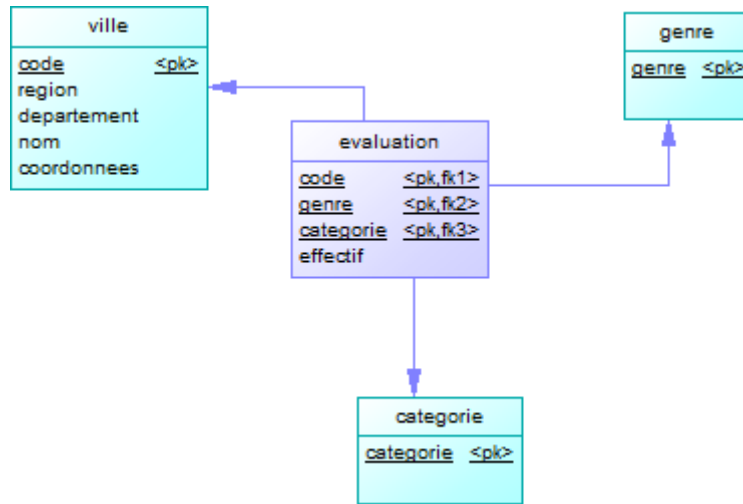 ville
code <pk>
region
departement
nom
coordonnees
genre
genre <pk>
evaluation
code <pk,fk1>
genre <pk,fk2>
categorie <pk,fk3>
effectif
categorie
categorie <pk>